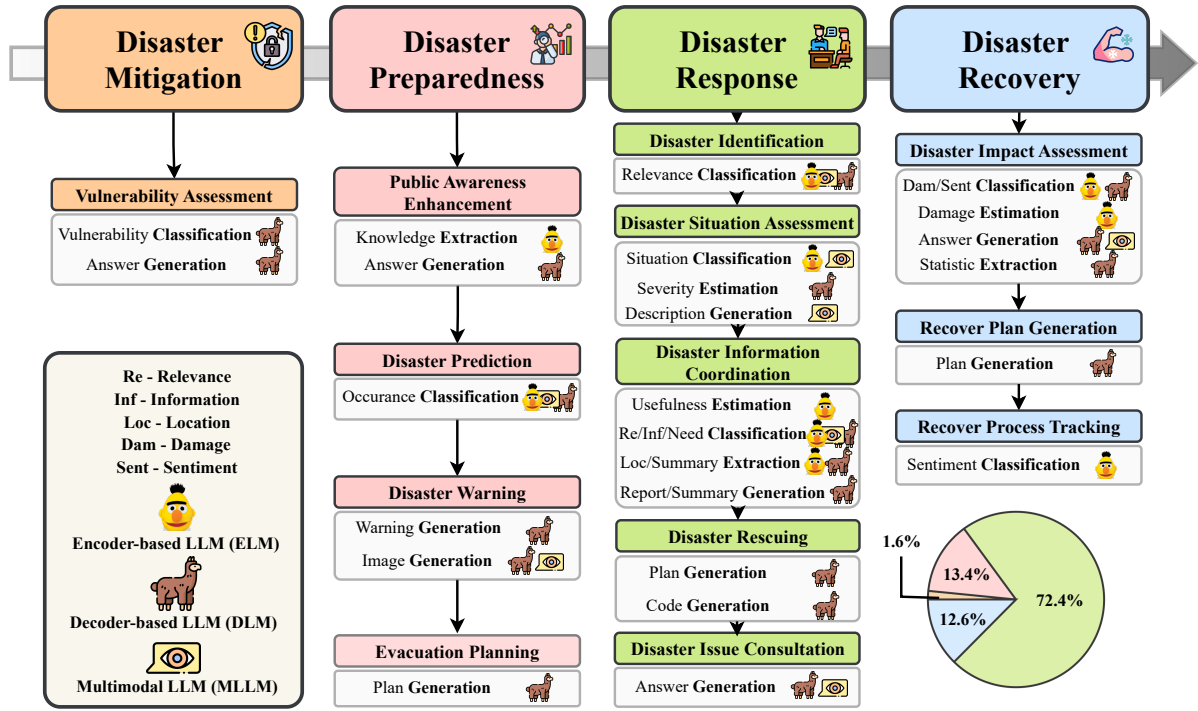 Disaster
Mitigation
Vulnerability Assessment
Vulnerability Classification
Answer Generation
Re - Relevance
Inf - Information
Loc - Location
Dam - Damage
Sent - Sentiment
Encoder-based LLM (ELM)
Decoder-based LLM (DLM)
Multimodal LLM (MLLM)
Disaster
Preparedness
Public Awareness
Enhancement
Knowledge Extraction
Answer Generation
Disaster Prediction
Occurance Classification
Disaster Warning
Warning Generation
Image Generation
Evacuation Planning
Plan Generation
Disaster
Response
Disaster Identification
Relevance Classification
Disaster Situation Assessment
Situation Classification
Severity Estimation
Description Generation
Disaster Information
Coordination
Usefulness Estimation
Re/Inf/Need Classification
Loc/Summary Extraction
Report/Summary Generation
Disaster Rescuing
Plan Generation
Code Generation
Disaster Issue Consultation
Answer Generation
Disaster
Recovery
Disaster Impact Assessment
Dam/Sent Classification
Damage Estimation
Answer Generation
Statistic Extraction
Recover Plan Generation
Plan Generation
Recover Process Tracking
Sentiment Classification
1.6%
13.4%
72.4%
12.6%